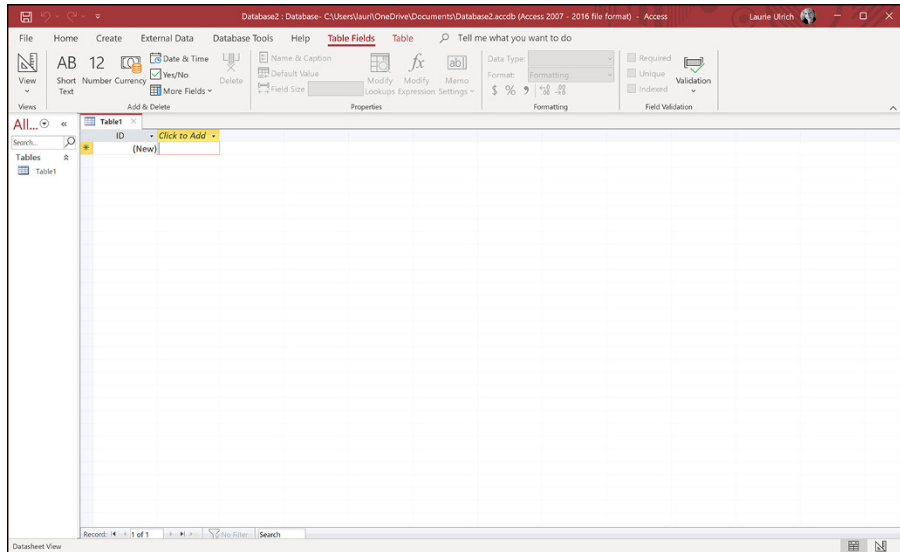 Database2 : Database- C:\Users\lauri\OneDrive\Documents\Database2.accdb (Access 2007 - 2016 file format) - Access
Laurie Ulrich
File Home Create External Data Database Tools Help Table Fields Table Tell me what you want to do
View
Views
AB
Short Text
12
Number
Currency
Date & Time
Yes/No
More Fields
Delete
Add & Delete
Name & Caption
Default Value
Field Size
Modify Lookups
fx
Modify Expression
ab
Memo Settings
Properties
Data Type:
Format: Formatting
$ % 9 .00
Formatting
Required
Unique
Indexed
Validation
Field Validation
All...
Search...
Tables
Table1
Table1
ID Click to Add
* (New)
Record: 1 of 1 No Filter Search
Datasheet View